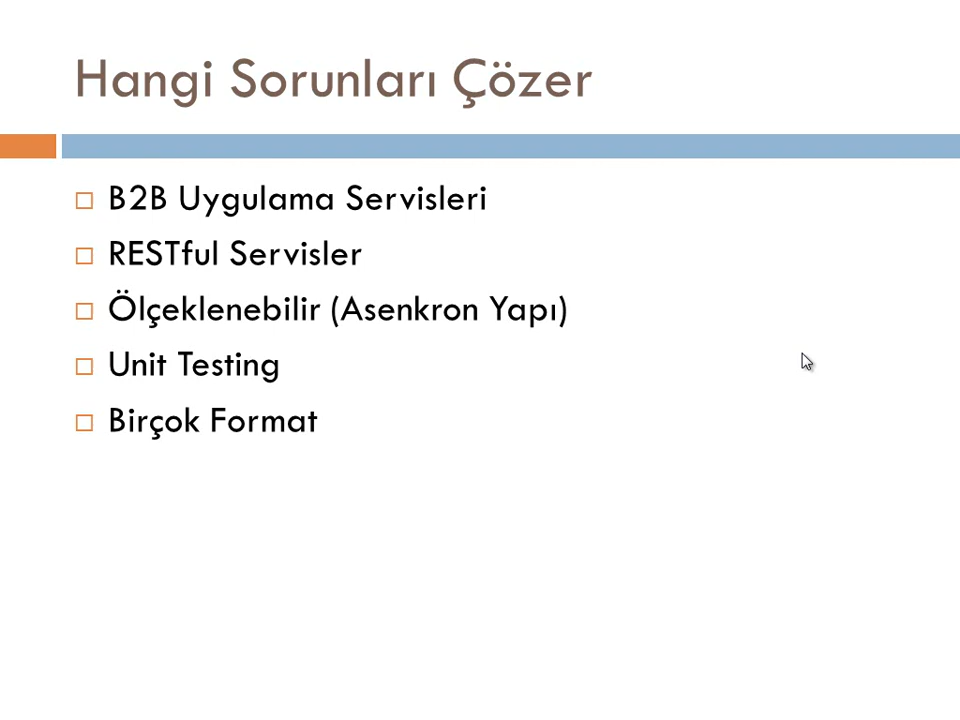 Hangi Sorunları Çözer
B2B Uygulama Servisleri
RESTful Servisler
Ölçeklenebilir (Asenkron Yapı)
Unit Testing
Birçok Format